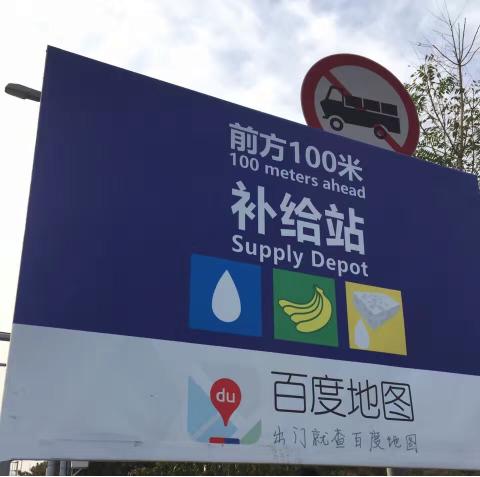 前方100米
100 meters ahead
补给站
Supply Depot
du
百度地图
出门就查百度地图